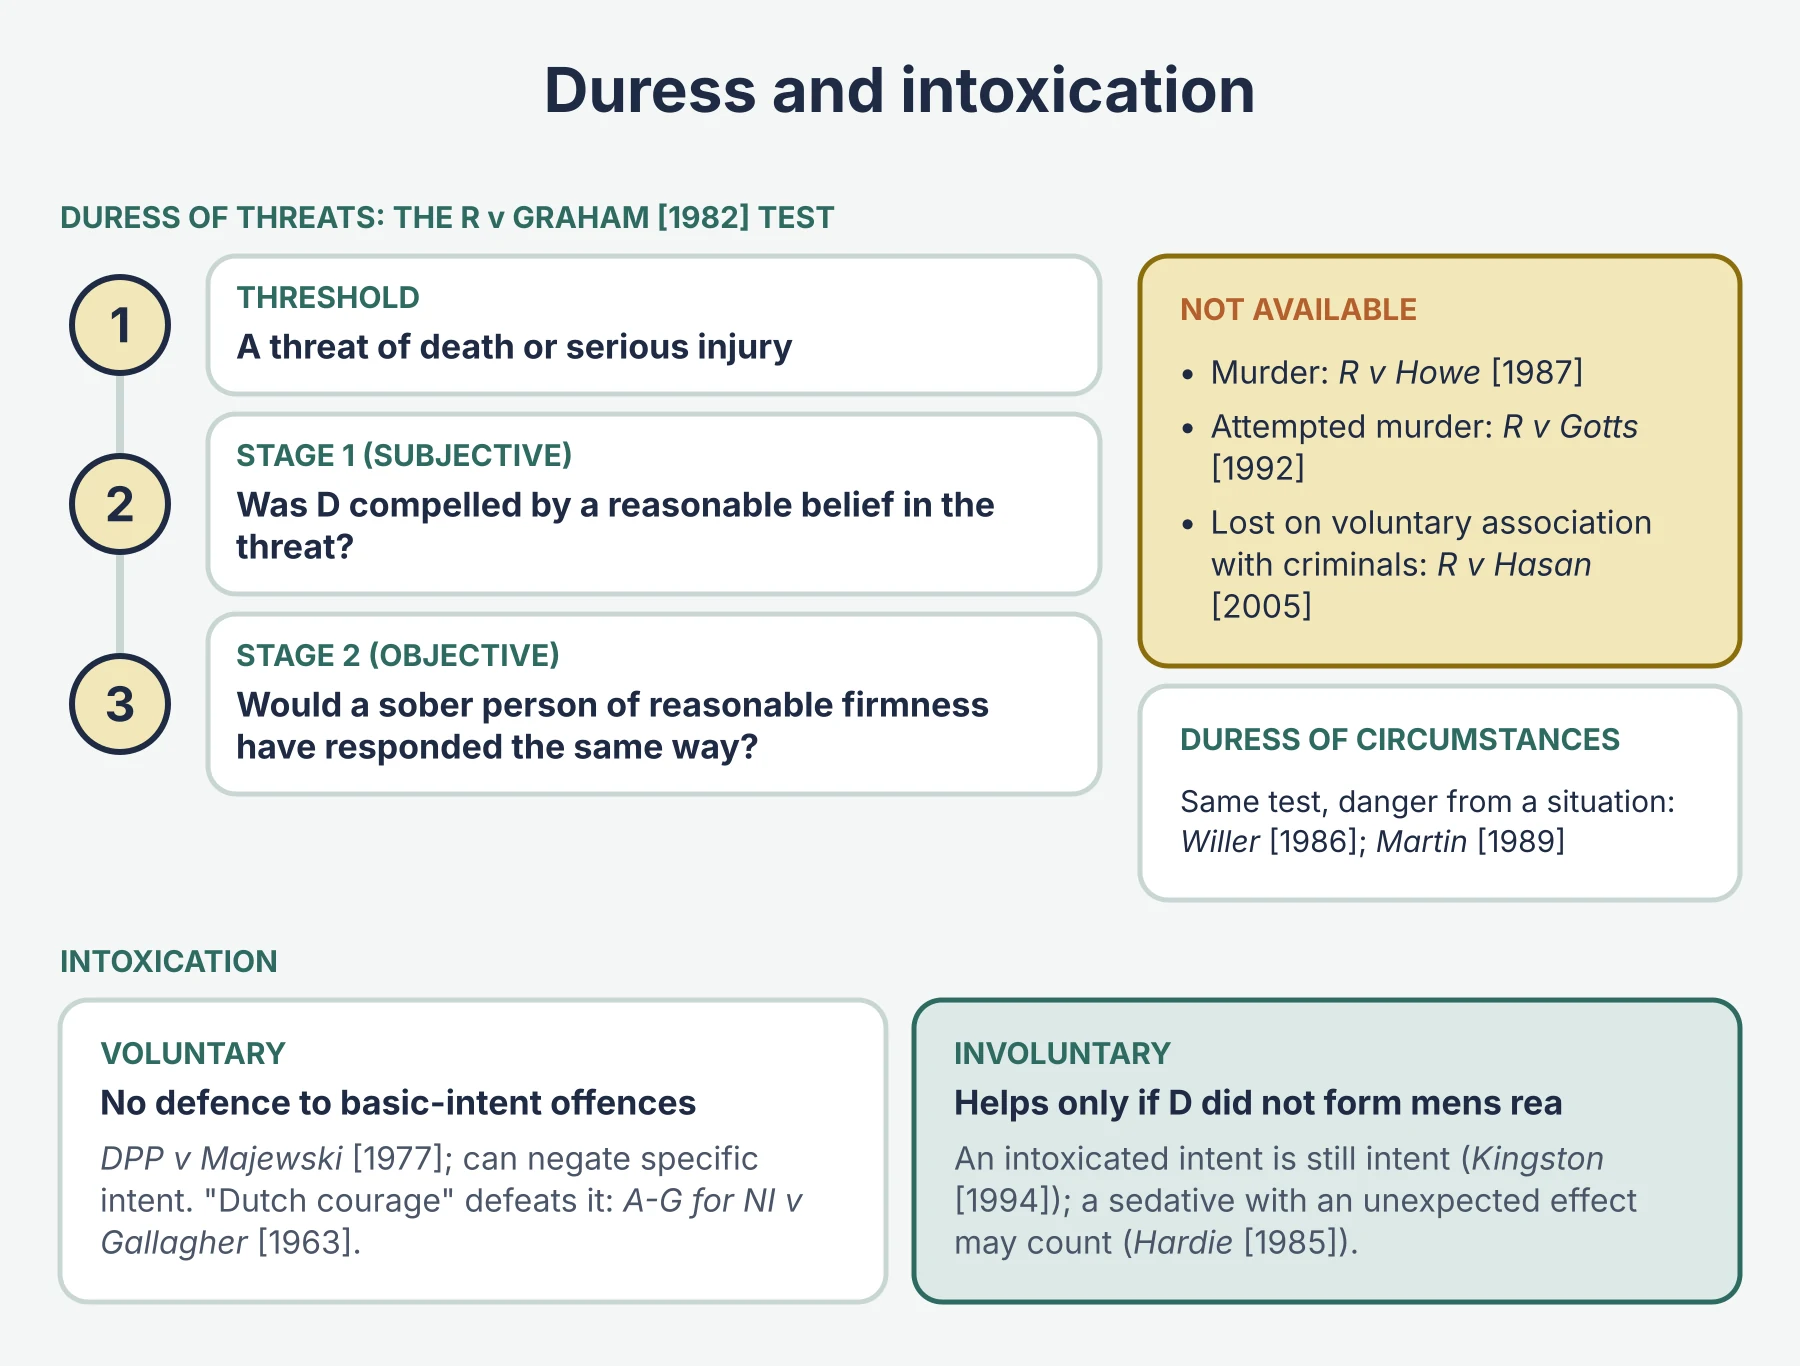 Duress and intoxication
DURESS OF THREATS: THE R v GRAHAM [1982] TEST
1
THRESHOLD
A threat of death or serious injury
2
STAGE 1 (SUBJECTIVE)
Was D compelled by a reasonable belief in the
threat?
3
STAGE 2 (OBJECTIVE)
Would a sober person of reasonable firmness
have responded the same way?
NOT AVAILABLE
• Murder: R v Howe [1987]
• Attempted murder: R v Gotts
[1992]
• Lost on voluntary association
with criminals: R v Hasan
[2005]
DURESS OF CIRCUMSTANCES
Same test, danger from a situation:
Willer [1986]; Martin [1989]
INTOXICATION
VOLUNTARY
No defence to basic-intent offences
DPP v Majewski [1977]; can negate specific
intent. "Dutch courage" defeats it: A-G for NI v
Gallagher [1963].
INVOLUNTARY
Helps only if D did not form mens rea
An intoxicated intent is still intent (Kingston
[1994]); a sedative with an unexpected effect
may count (Hardie [1985]).